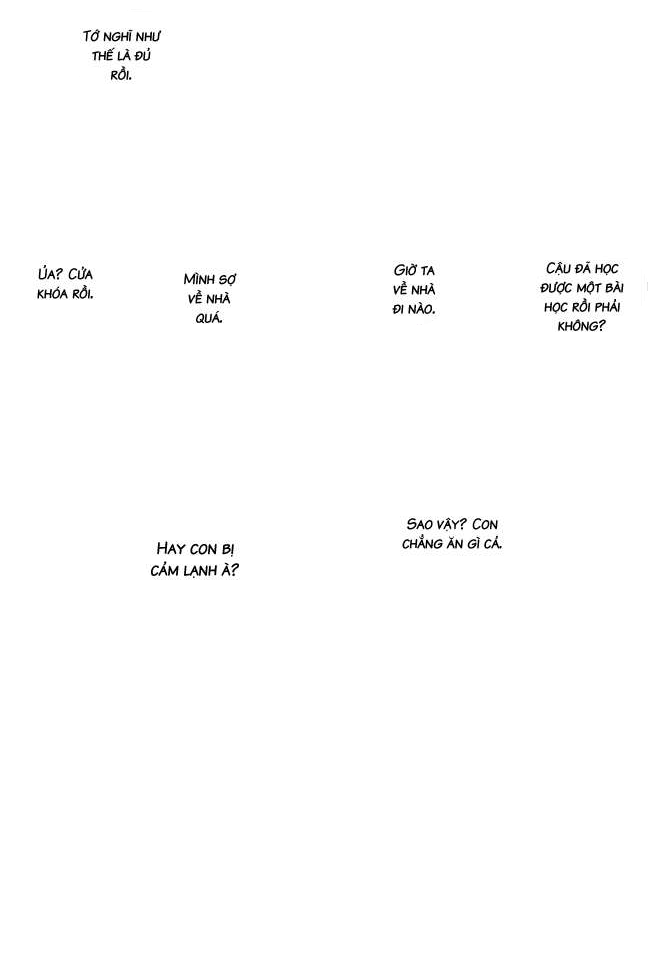 Tớ nghĩ như
thế là đủ
rồi.
Cậu đã học
được một bài
học rồi phải
không?
Giờ ta
về nhà
đi nào.
Mình sợ
về nhà
quá.
Ủa? Cửa
khóa rồi.
Sao vậy? Con
chẳng ăn gì cả.
Hay con bị
cảm lạnh à?